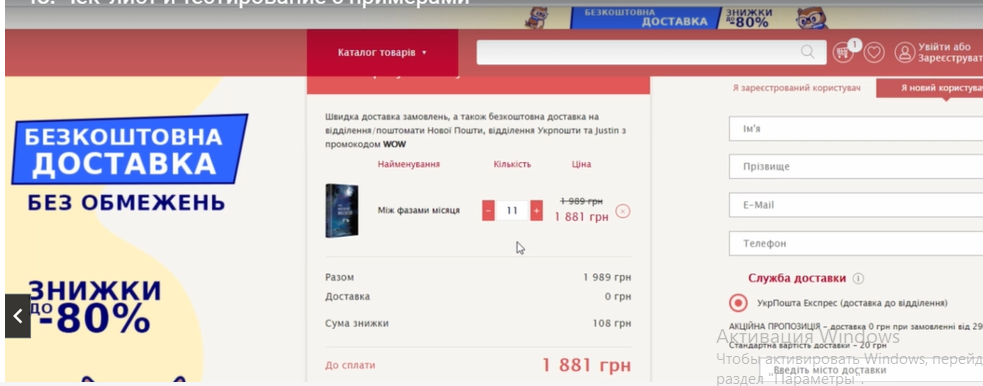 БЕЗКОШТОВНА
ДОСТАВКА
ЗНИЖКИ
ДО -80%
Каталог товарів
1
Увійти або
Зареєструват
Швидка доставка замовлень, а також безкоштовна доставка на
відділення/поштомати Нової Пошти, відділення Укрпошти та Justin з
промокодом WOW
Найменування Кількість Ціна
Між фазами місяця - 11 + 1 989 грн
1 881 грн
Разом 1 989 грн
Доставка 0 грн
Сума знижки 108 грн
До сплати 1 881 грн
БЕЗКОШТОВНА
ДОСТАВКА
БЕЗ ОБМЕЖЕНЬ
ЗНИЖКИ
ДО -80%
Я зареєстрований користувач
Я новий користува
Ім'я
Прізвище
E-Mail
Телефон
Служба доставки
УкрПошта Експрес (доставка до відділення)
АКЦІЙНА ПРОПОЗИЦІЯ - доставка 0 грн при замовленні від 29
Стандартна вартість доставки - 20 грн
Введіть місто доставки
Активация Windows
Чтобы активировать Windows, перейд
раздел "Параметры".